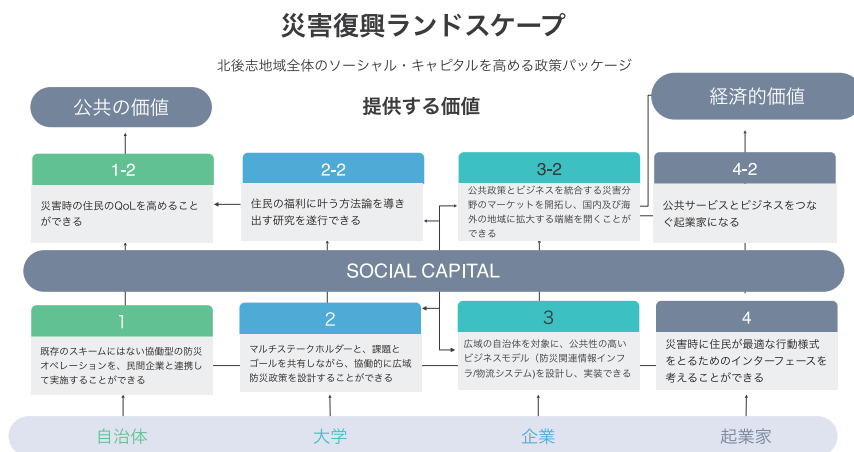 災害復興ランドスケープ
北後志地域全体のソーシャル・キャピタルを高める政策パッケージ
公共の価値
提供する価値
経済的価値
1-2
災害時の住民のQoLを高めること
ができる
2-2
住民の福利に叶う方法論を導き
出す研究を遂行できる
3-2
公共政策とビジネスを統合する災害分
野のマーケットを開拓し、国内及び海
外の地域に拡大する端緒を開くことが
できる
4-2
公共サービスとビジネスをつな
ぐ起業家になる
SOCIAL CAPITAL
1
既存のスキームにはない協働型の防災
オペレーションを、民間企業と連携し
て実施することができる
2
マルチステークホルダーと、課題と
ゴールを共有しながら、協働的に広域
防災政策を設計することができる
3
広域の自治体を対象に、公共性の高い
ビジネスモデル（防災関連情報インフ
ラ/物流システム)を設計し、実装できる
4
災害時に住民が最適な行動様式
をとるためのインターフェースを
考えることができる
自治体
大学
企業
起業家